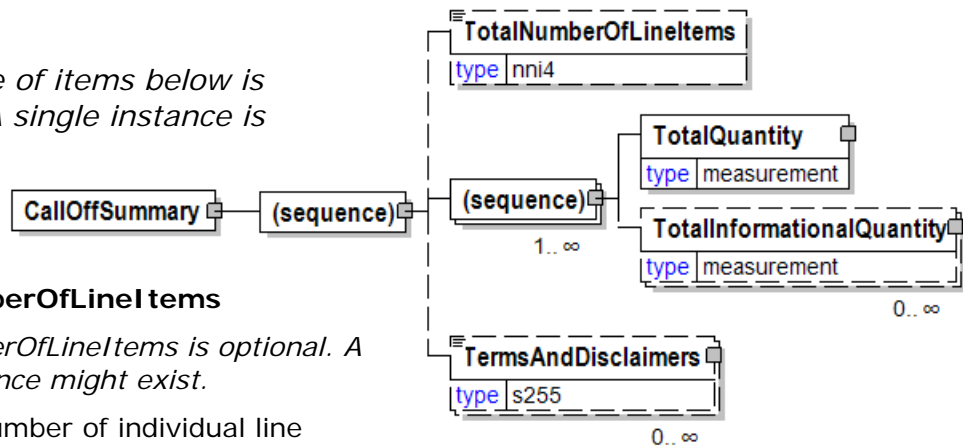 TotalNumberOfLineItems
type nni4
e of items below is
A single instance is
TotalQuantity
type measurement
CallOffSummary
(sequence)
(sequence)
1.. ∞
TotalInformationalQuantity
type measurement
0.. ∞
berOfLineItems
erOfLineItems is optional. A
nce might exist.
TermsAndDisclaimers
type s255
umber of individual line
0.. ∞